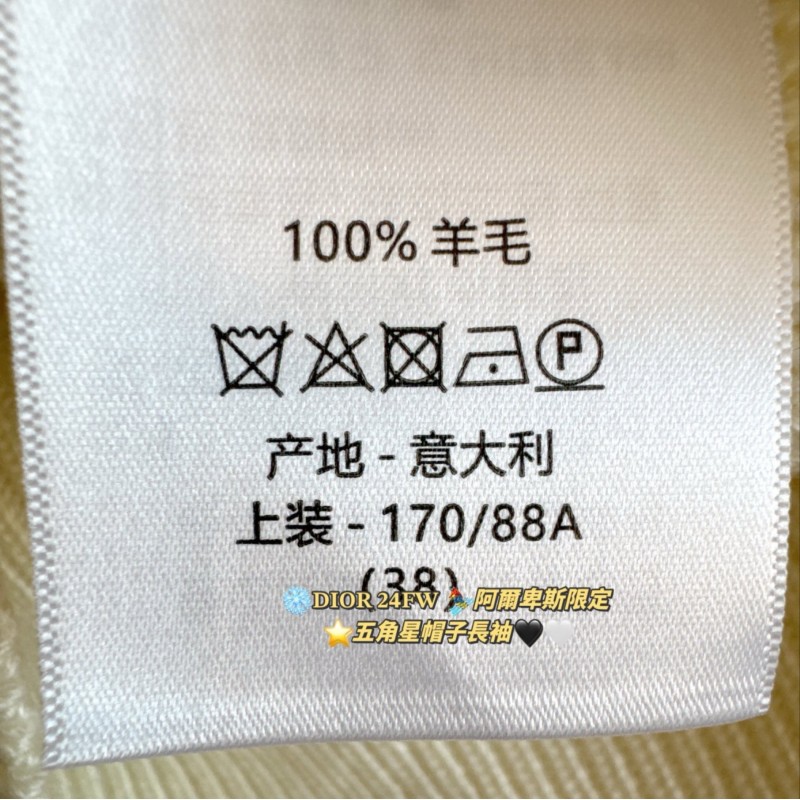 100% 羊毛
P
产地 - 意大利
上装 - 170/88A
(38)
❄️DIOR 24FW🏂阿爾卑斯限定
⭐五角星帽子長袖🖤🤍